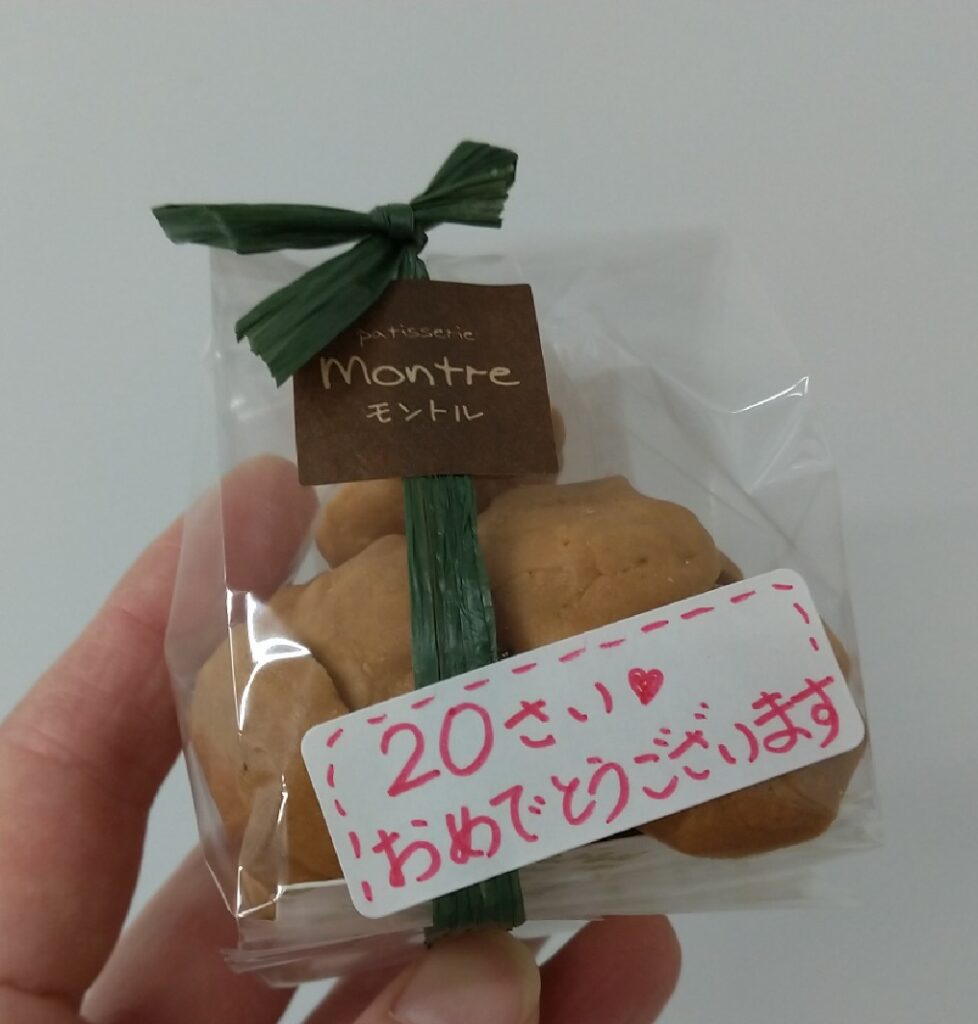 patisserie
Montre
モントル
20さい♥
おめでとうございます